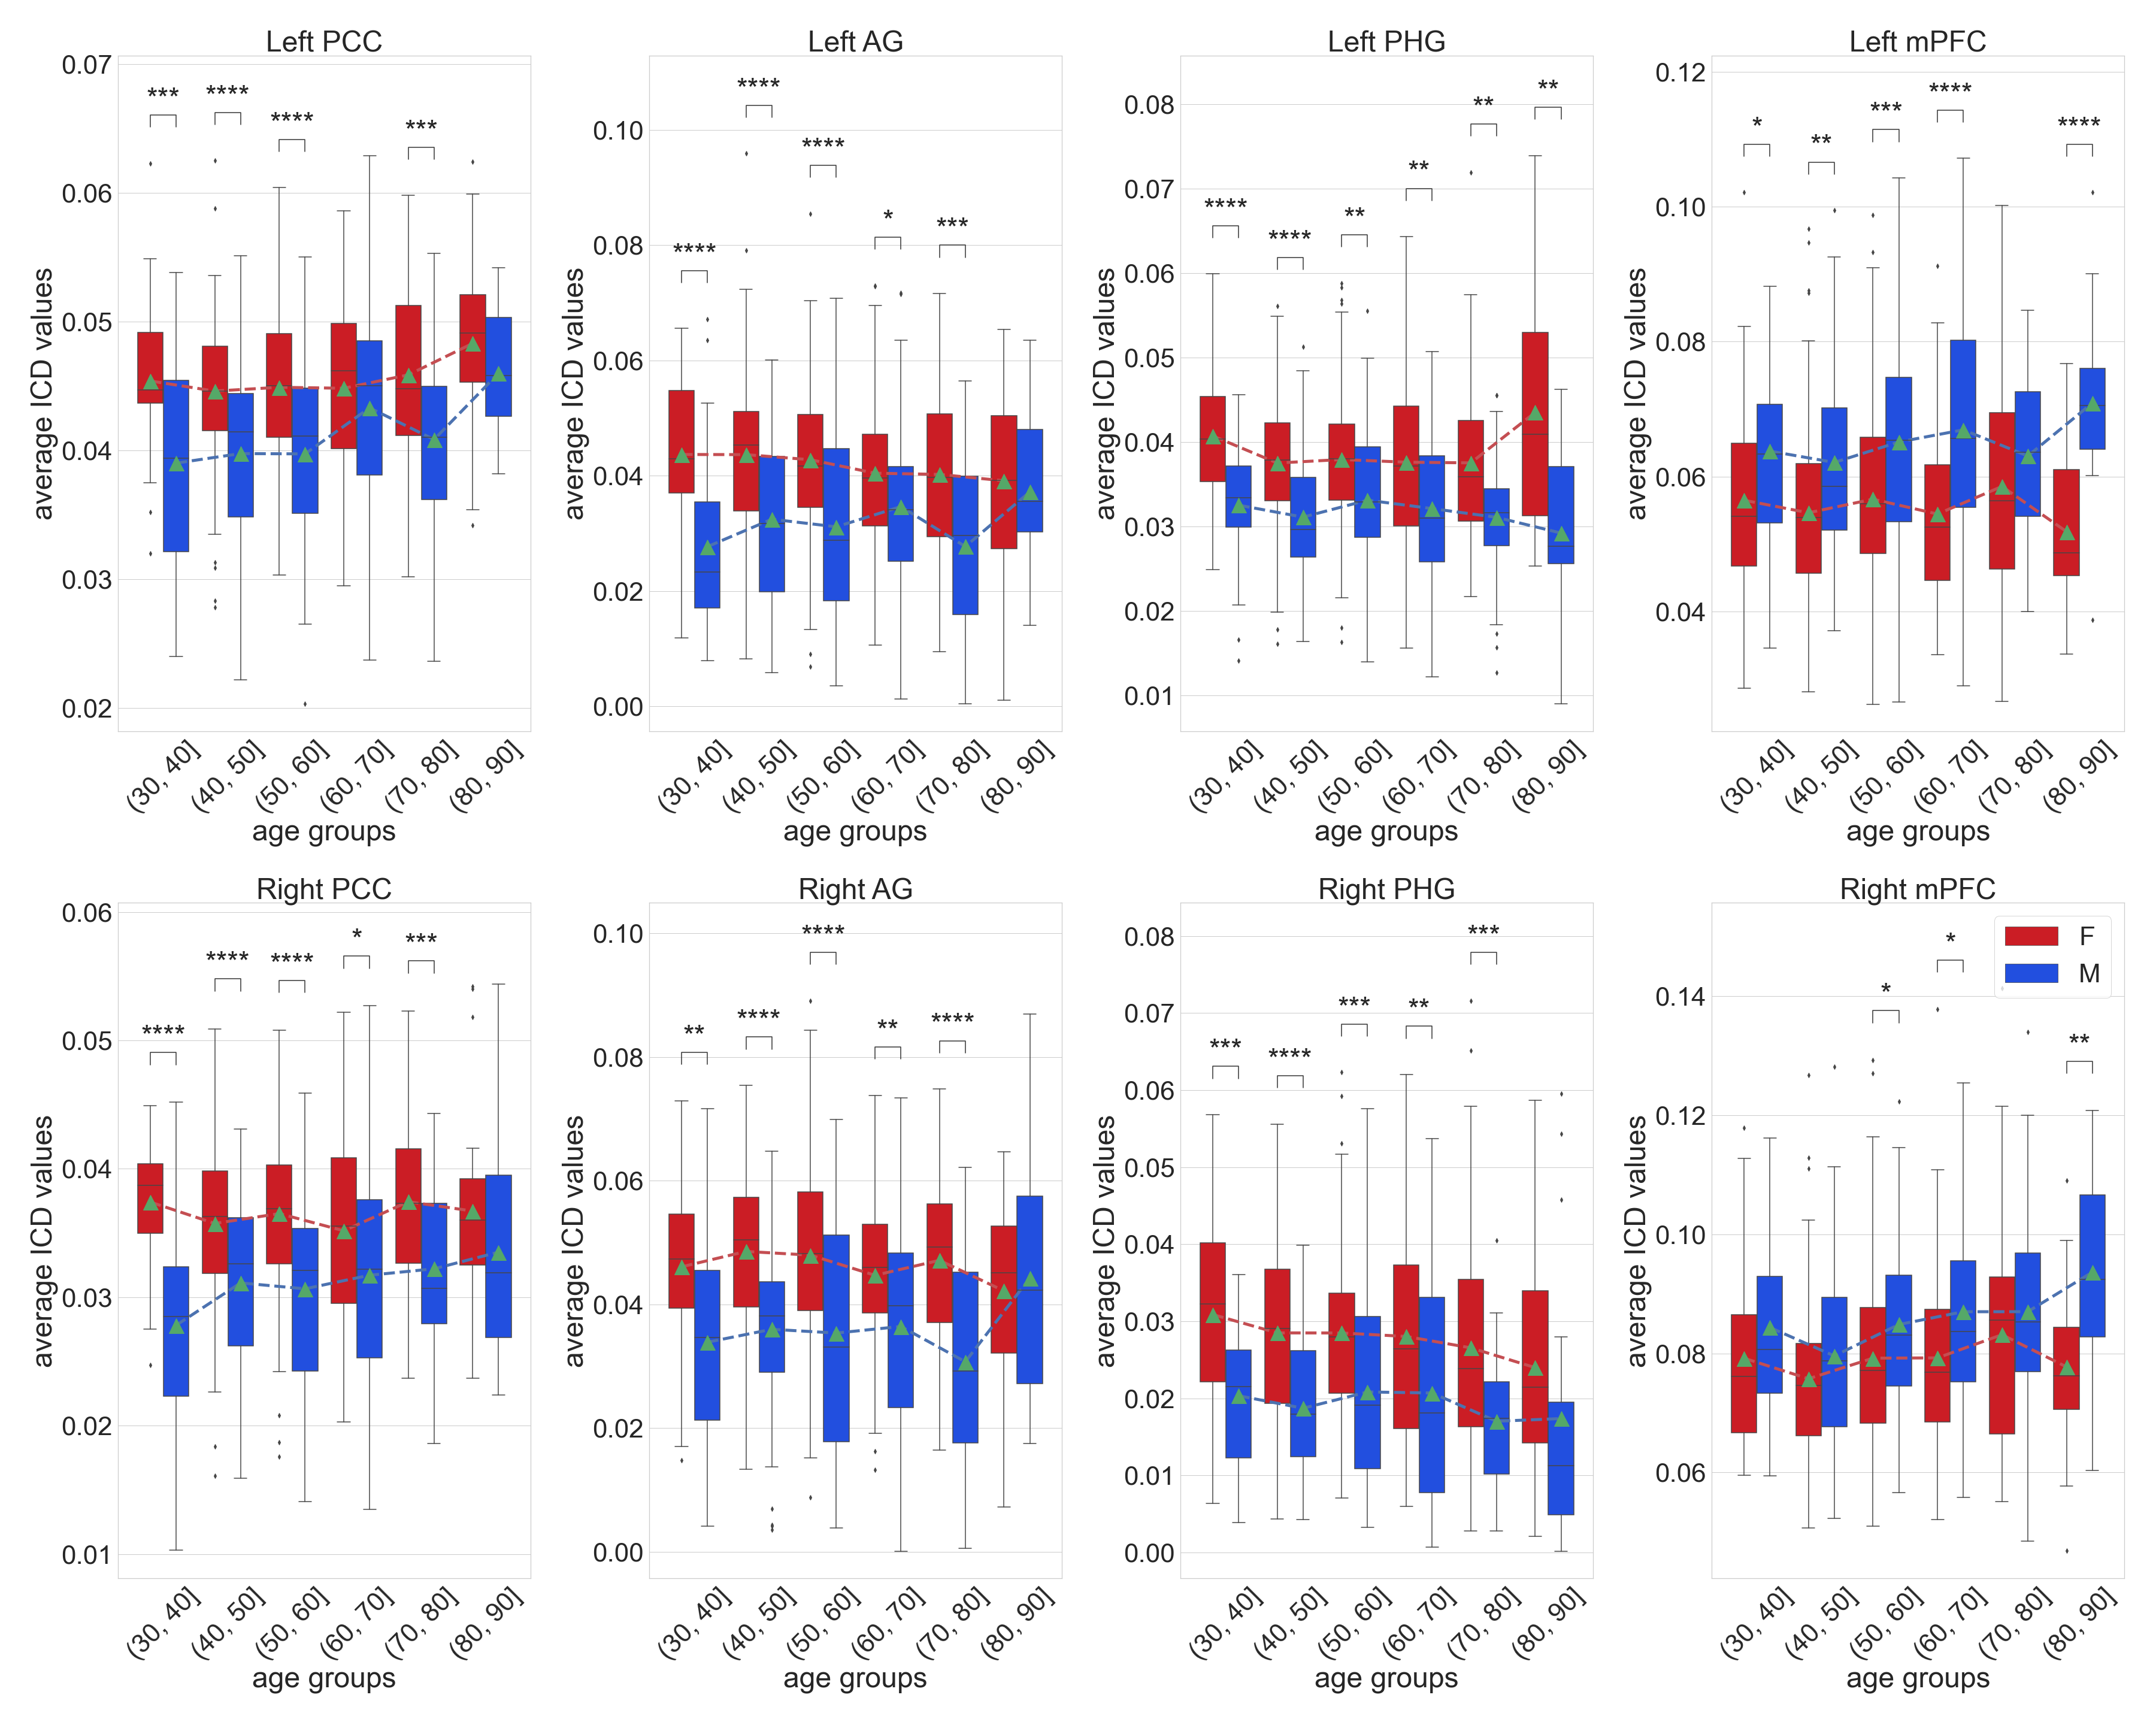 Left PCC
0.07
0.06
0.05
0.04
0.03
0.02
average ICD values
*** **** **** ***
(30, 40] (40, 50] (50, 60] (60, 70] (70, 80] (80, 90]
age groups
Left AG
0.10
0.08
0.06
0.04
0.02
0.00
average ICD values
**** **** **** * ***
(30, 40] (40, 50] (50, 60] (60, 70] (70, 80] (80, 90]
age groups
Left PHG
0.08
0.07
0.06
0.05
0.04
0.03
0.02
0.01
average ICD values
**** **** ** ** ** **
(30, 40] (40, 50] (50, 60] (60, 70] (70, 80] (80, 90]
age groups
Left mPFC
0.12
0.10
0.08
0.06
0.04
average ICD values
* ** *** **** ****
(30, 40] (40, 50] (50, 60] (60, 70] (70, 80] (80, 90]
age groups
Right PCC
0.06
0.05
0.04
0.03
0.02
0.01
average ICD values
**** **** **** * ***
(30, 40] (40, 50] (50, 60] (60, 70] (70, 80] (80, 90]
age groups
Right AG
0.10
0.08
0.06
0.04
0.02
0.00
average ICD values
** **** **** ** ****
(30, 40] (40, 50] (50, 60] (60, 70] (70, 80] (80, 90]
age groups
Right PHG
0.08
0.07
0.06
0.05
0.04
0.03
0.02
0.01
0.00
average ICD values
*** **** *** ** ***
(30, 40] (40, 50] (50, 60] (60, 70] (70, 80] (80, 90]
age groups
Right mPFC
F
M
0.14
0.12
0.10
0.08
0.06
average ICD values
* * **
(30, 40] (40, 50] (50, 60] (60, 70] (70, 80] (80, 90]
age groups